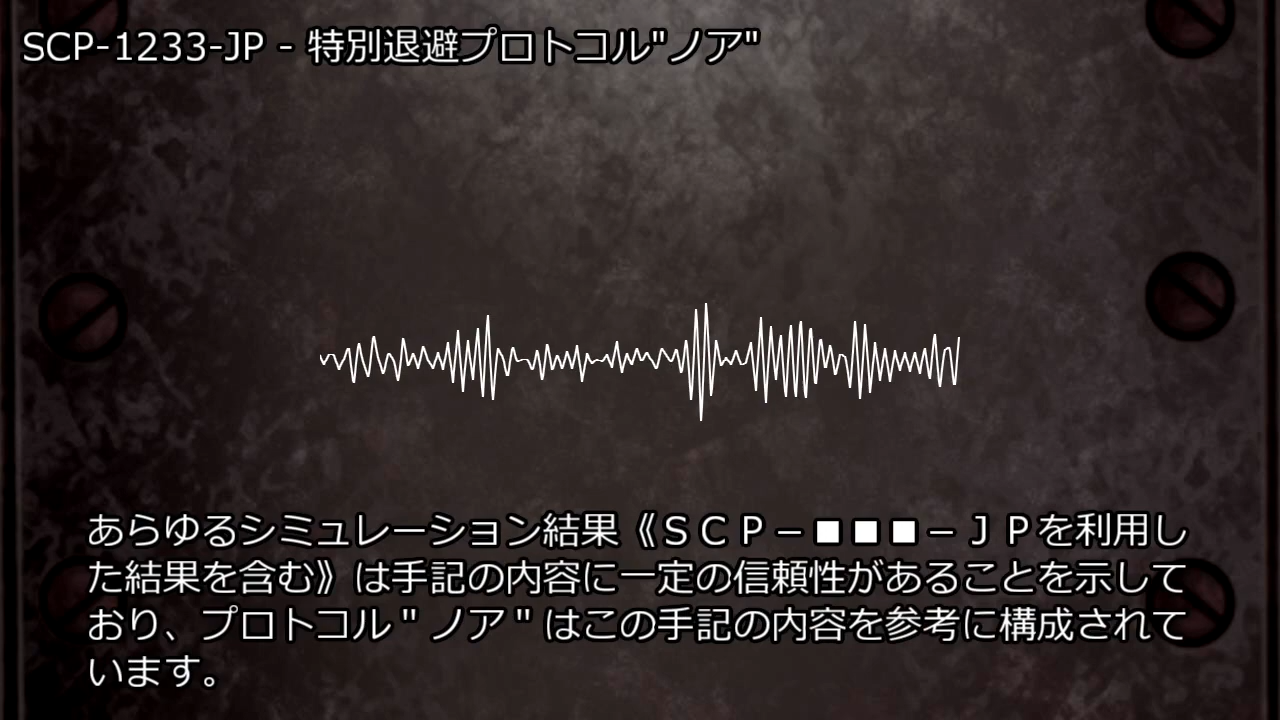 SCP-1233-JP - 特別退避プロトコル"ノア"
あらゆるシミュレーション結果《ＳＣＰ－■■■－ＪＰを利用し
た結果を含む》は手記の内容に一定の信頼性があることを示して
おり、プロトコル＂ノア＂はこの手記の内容を参考に構成されて
います。